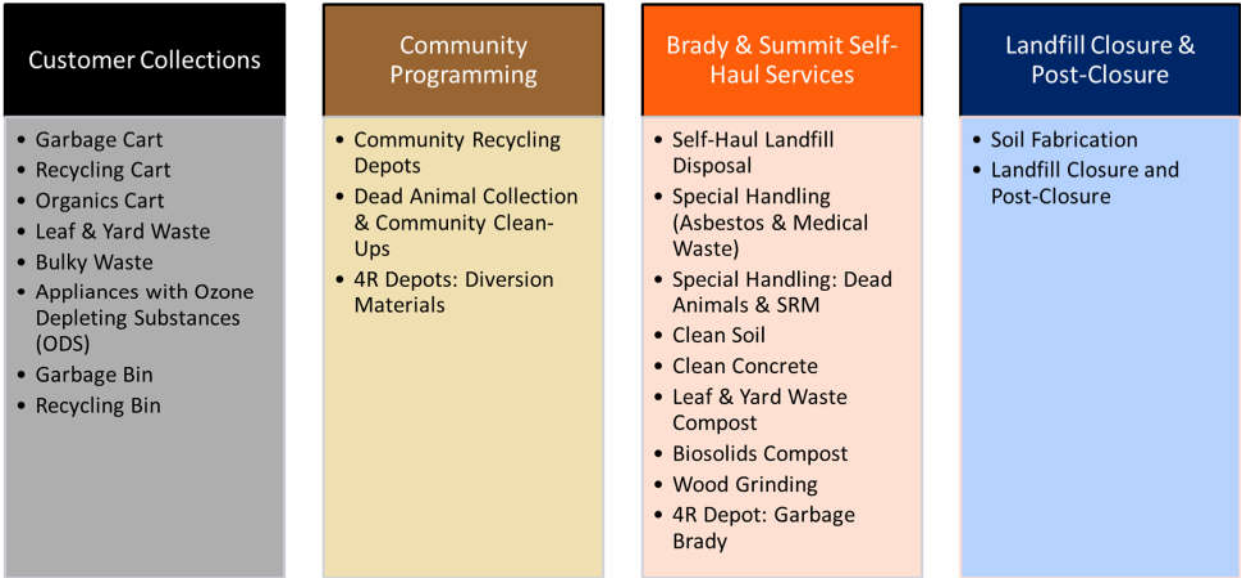 Customer Collections
• Garbage Cart
• Recycling Cart
• Organics Cart
• Leaf & Yard Waste
• Bulky Waste
• Appliances with Ozone
Depleting Substances
(ODS)
• Garbage Bin
• Recycling Bin
Community
Programming
• Community Recycling
Depots
• Dead Animal Collection
& Community Clean-
Ups
• 4R Depots: Diversion
Materials
Brady & Summit Self-
Haul Services
• Self-Haul Landfill
Disposal
• Special Handling
(Asbestos & Medical
Waste)
• Special Handling: Dead
Animals & SRM
• Clean Soil
• Clean Concrete
• Leaf & Yard Waste
Compost
• Biosolids Compost
• Wood Grinding
• 4R Depot: Garbage
Brady
Landfill Closure &
Post-Closure
• Soil Fabrication
• Landfill Closure and
Post-Closure